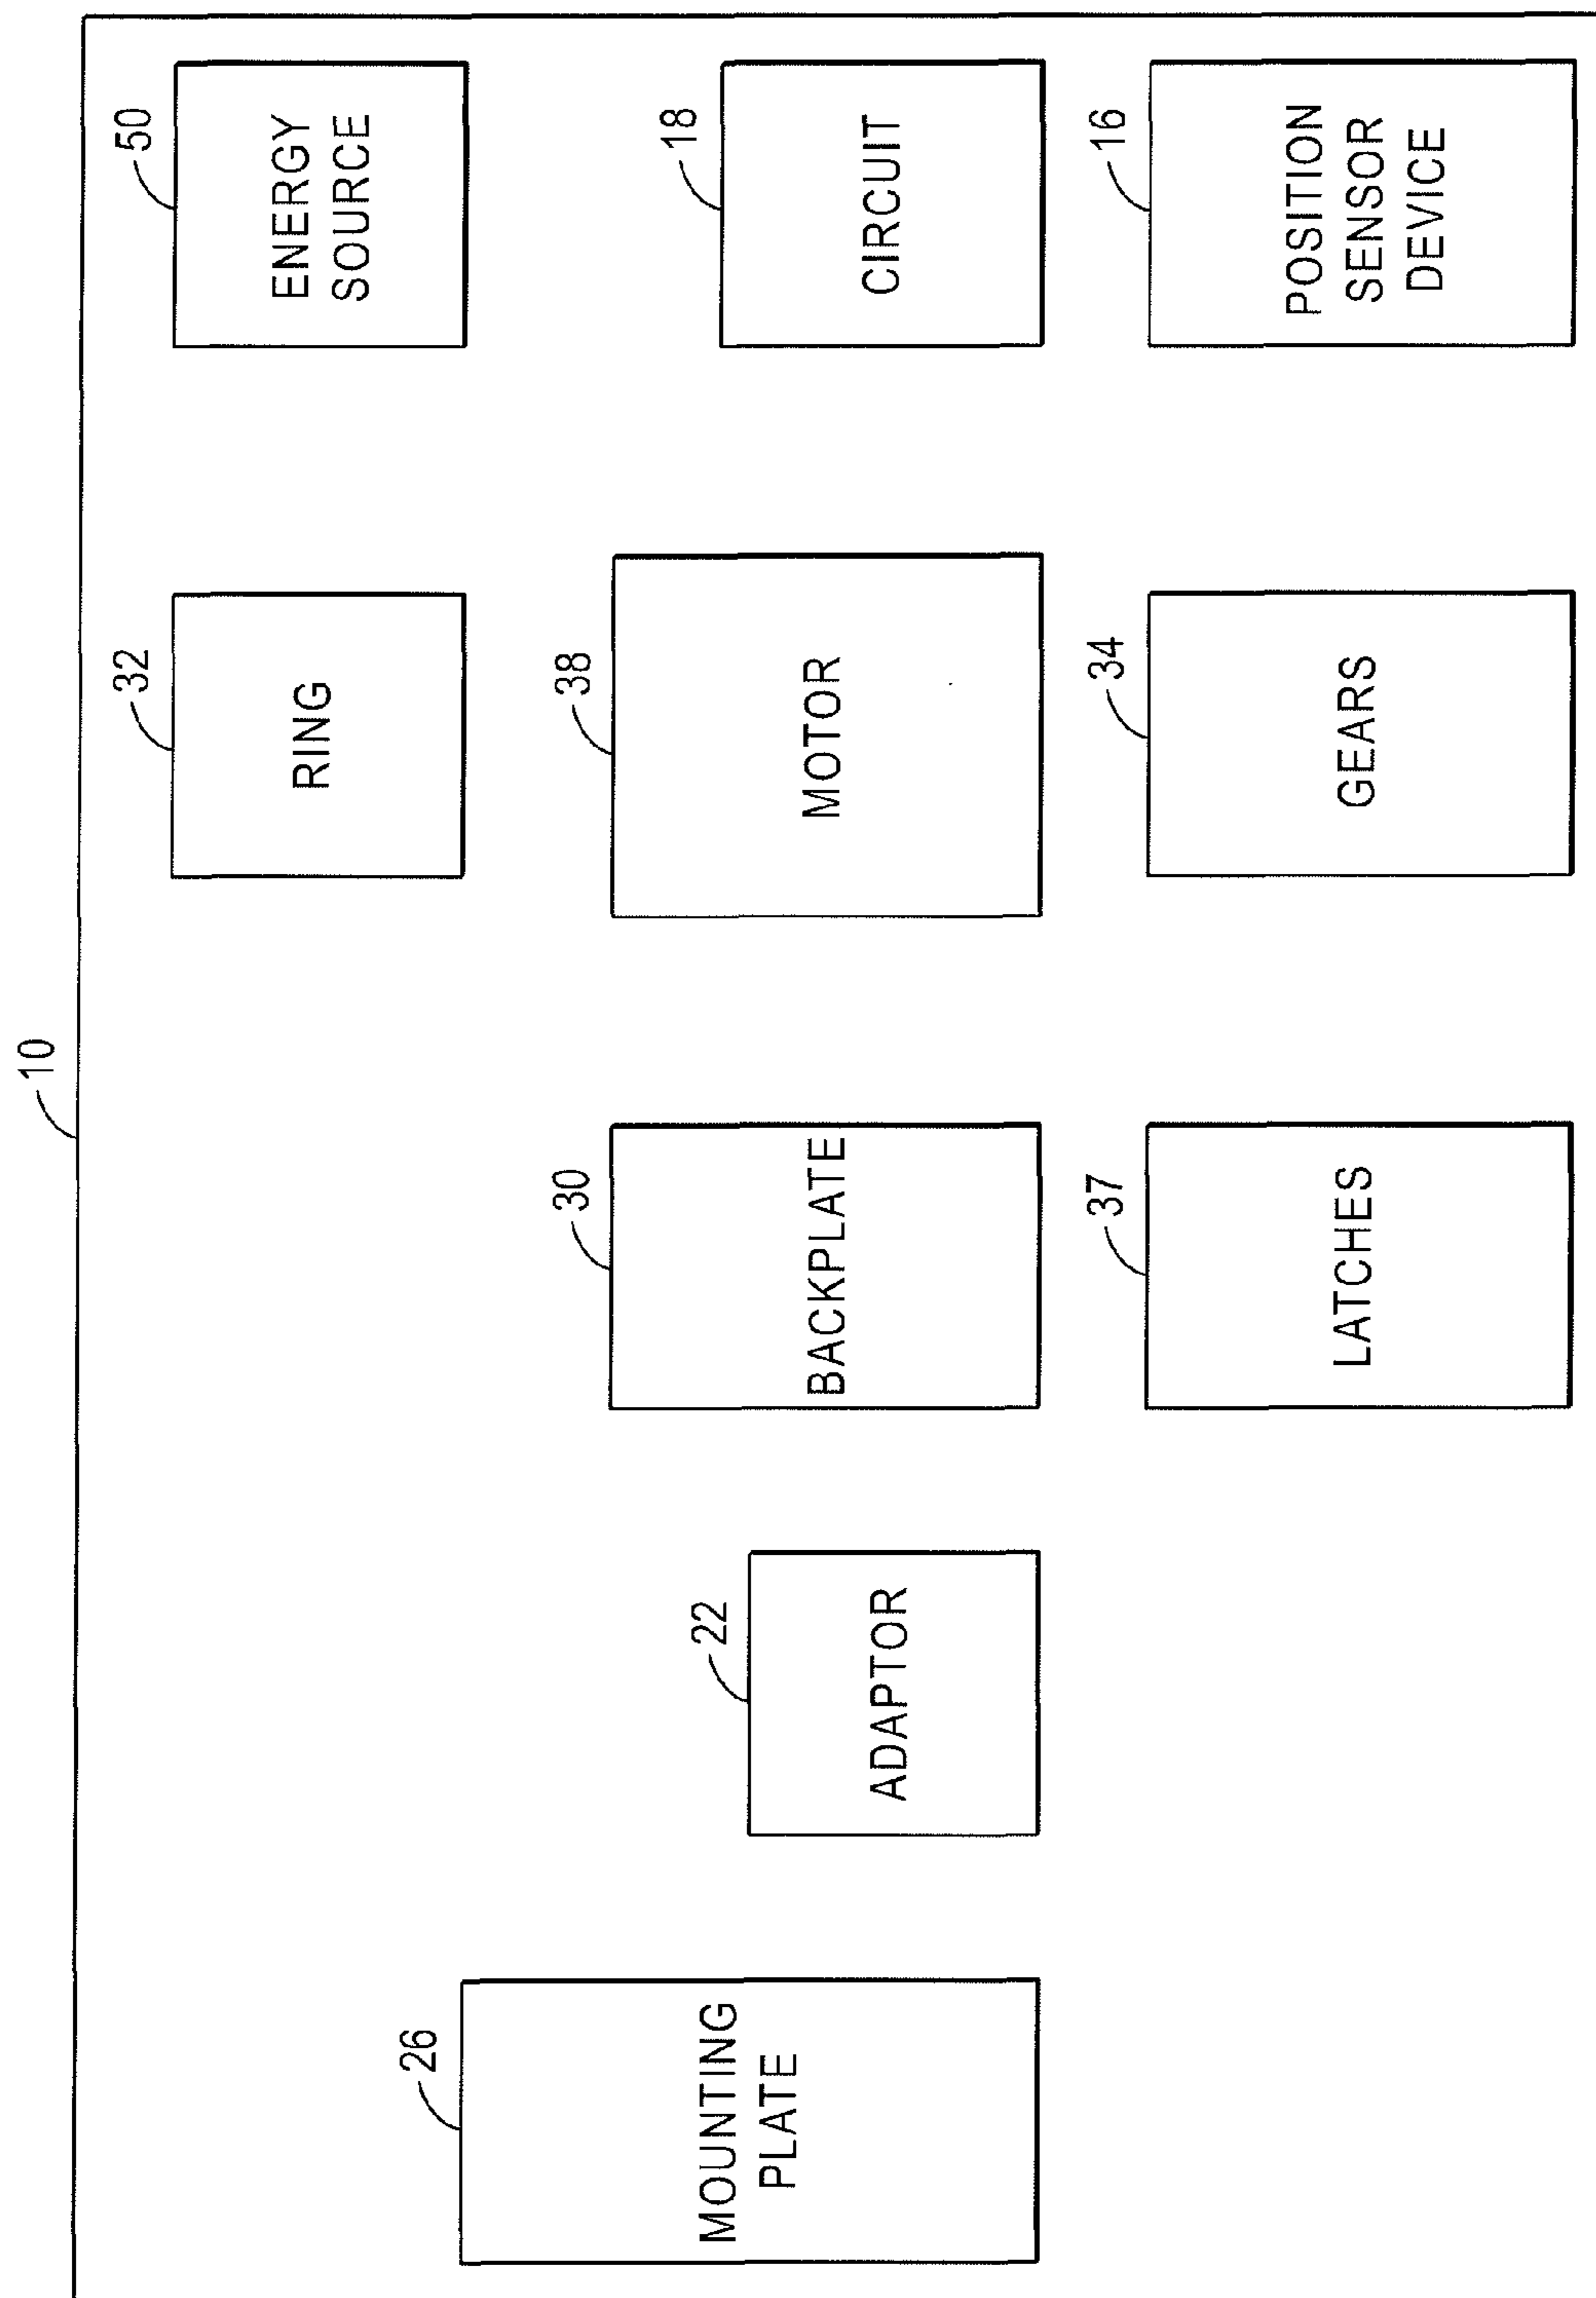 10
26
MOUNTING
PLATE
22
ADAPTOR
30
BACKPLATE
37
LATCHES
32
RING
38
MOTOR
34
GEARS
50
ENERGY
SOURCE
18
CIRCUIT
16
POSITION
SENSOR
DEVICE